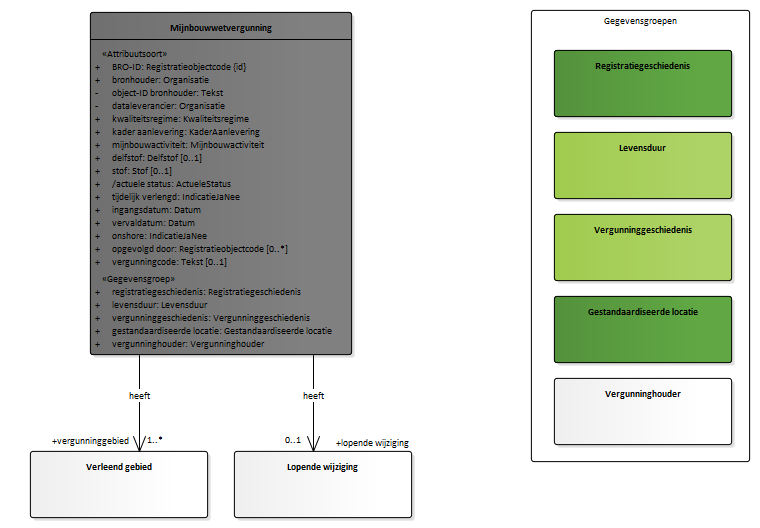 Mijnbouwwetvergunning
«Attribuutsoort»
+ BRO-ID: Registratieobjectcode {id}
+ bronhouder: Organisatie
- object-ID bronhouder: Tekst
- dataleverancier: Organisatie
+ kwaliteitsregime: Kwaliteitsregime
+ kader aanlevering: KaderAanlevering
+ mijnbouwactiviteit: Mijnbouwactiviteit
+ delfstof: Delfstof [0..1]
+ stof: Stof [0..1]
+ /actuele status: ActueleStatus
+ tijdelijk verlengd: IndicatieJaNee
+ ingangsdatum: Datum
+ vervaldatum: Datum
+ onshore: IndicatieJaNee
+ opgevolgd door: Registratieobjectcode [0..*]
+ vergunningcode: Tekst [0..1]
«Gegevensgroep»
+ registratiegeschiedenis: Registratiegeschiedenis
+ levensduur: Levensduur
+ vergunninggeschiedenis: Vergunninggeschiedenis
+ gestandaardiseerde locatie: Gestandaardiseerde locatie
+ vergunninghouder: Vergunninghouder
heeft
heeft
+vergunninggebied 1..*
0..1 +lopende wijziging
Verleend gebied
Lopende wijziging
Gegevensgroepen
Registratiegeschiedenis
Levensduur
Vergunninggeschiedenis
Gestandaardiseerde locatie
Vergunninghouder